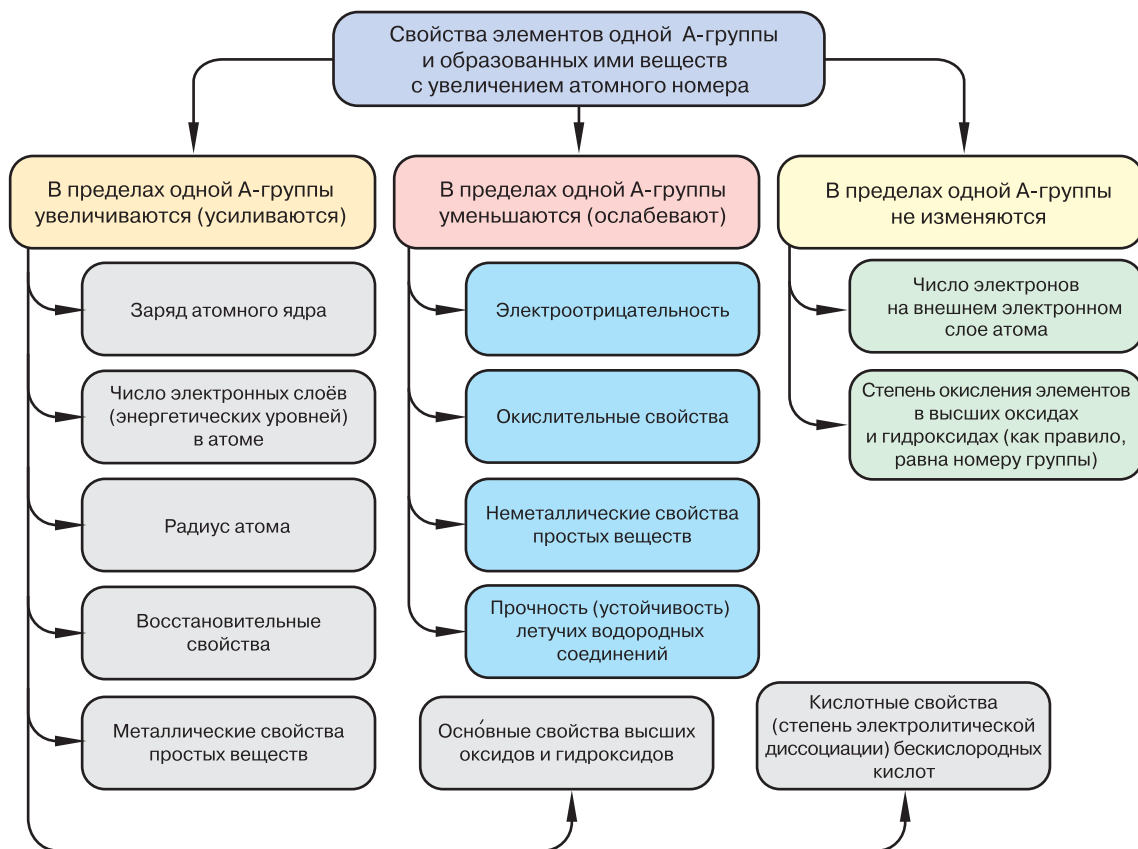 Свойства элементов одной А-группы
и образованных ими веществ
с увеличением атомного номера
В пределах одной А-группы
увеличиваются (усиливаются)
Заряд атомного ядра
Число электронных слоёв
(энергетических уровней)
в атоме
Радиус атома
Восстановительные
свойства
Металлические свойства
простых веществ
Осно́вные свойства высших
оксидов и гидроксидов
Кислотные свойства
(степень электролитической
диссоциации) бескислородных
кислот
В пределах одной А-группы
уменьшаются (ослабевают)
Электроотрицательность
Окислительные свойства
Неметаллические свойства
простых веществ
Прочность (устойчивость)
летучих водородных
соединений
В пределах одной А-группы
не изменяются
Число электронов
на внешнем электронном
слое атома
Степень окисления элементов
в высших оксидах
и гидроксидах (как правило,
равна номеру группы)